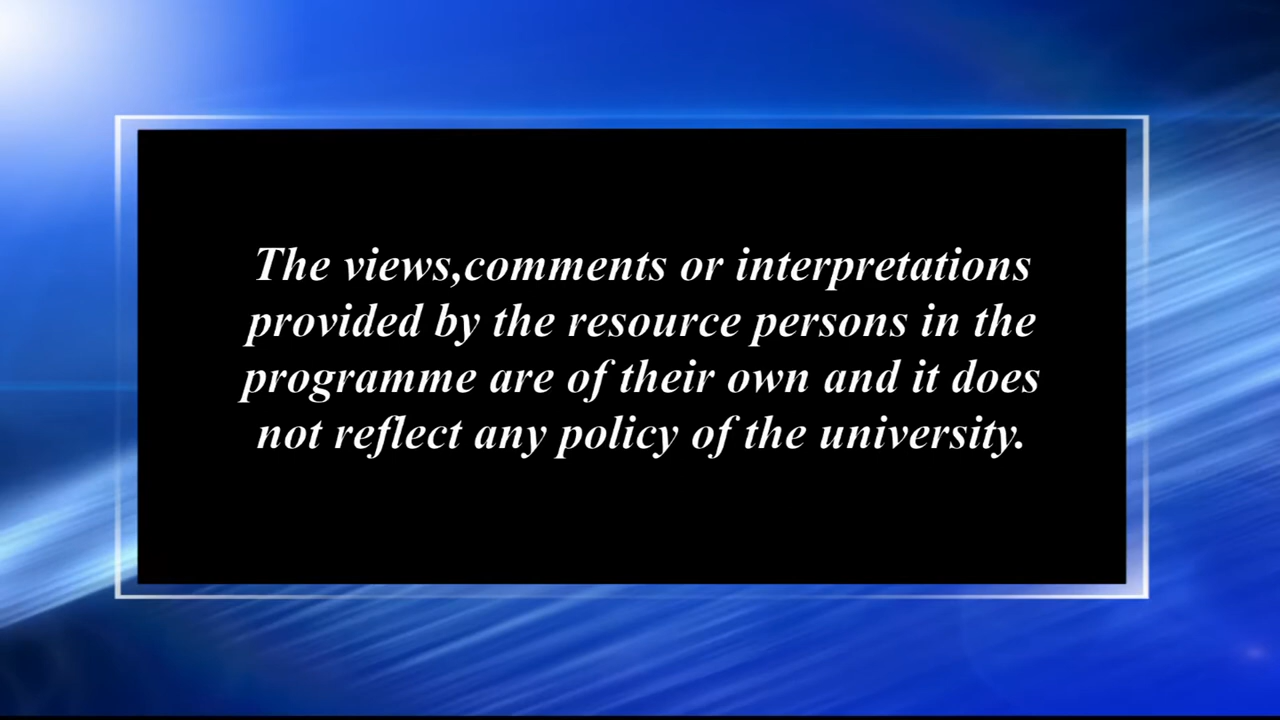 The views,comments or interpretations
provided by the resource persons in the
programme are of their own and it does
not reflect any policy of the university.